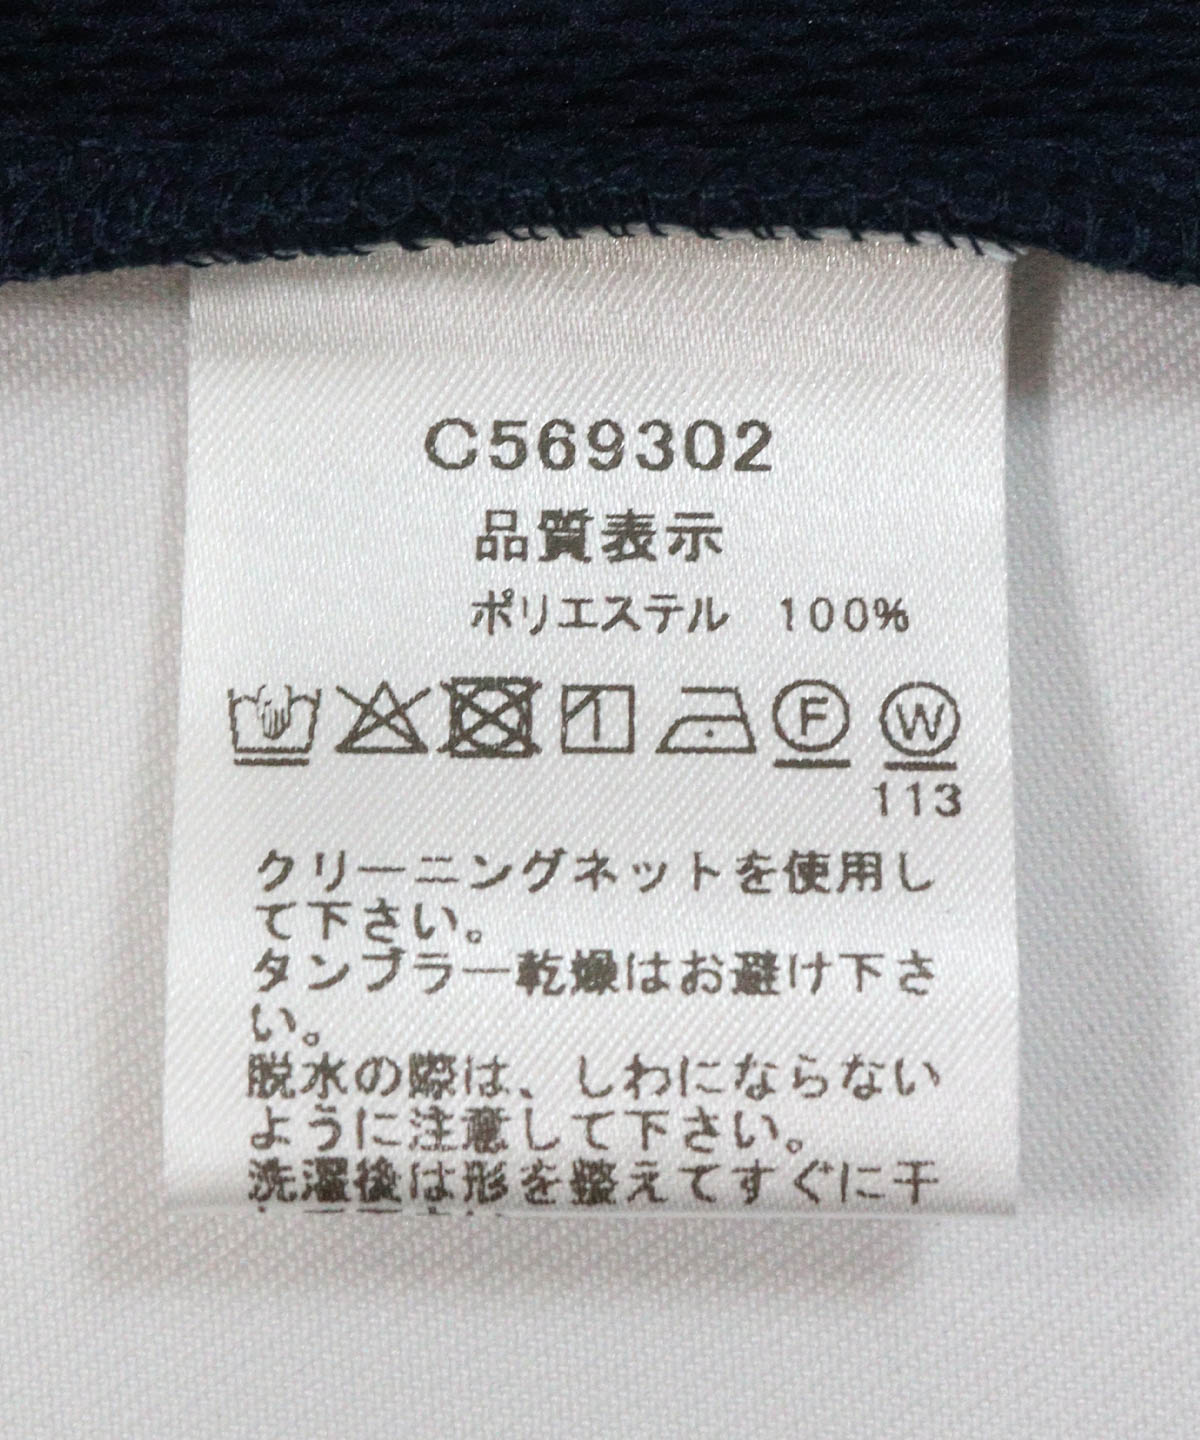 C569302
品質表示
ポリエステル 100%
F W
113
クリーニングネットを使用し
て下さい。
タンブラー乾燥はお避け下さ
い。
脱水の際は、しわにならない
ように注意して下さい。
洗濯後は形を整えてすぐに干